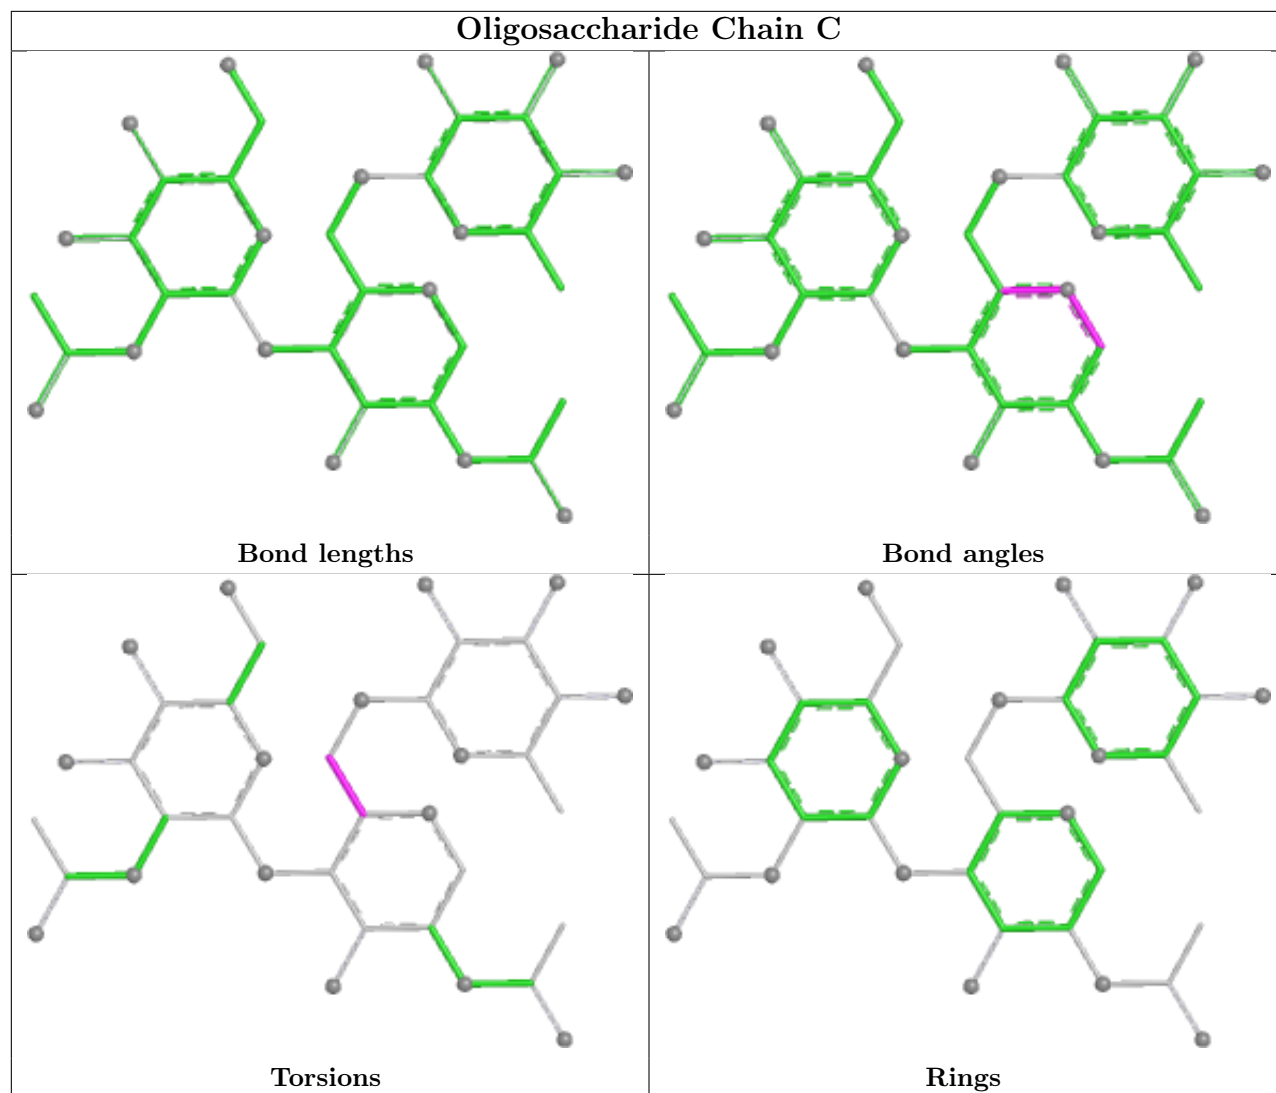 Oligosaccharide Chain C
Bond lengths
Bond angles
Torsions
Rings